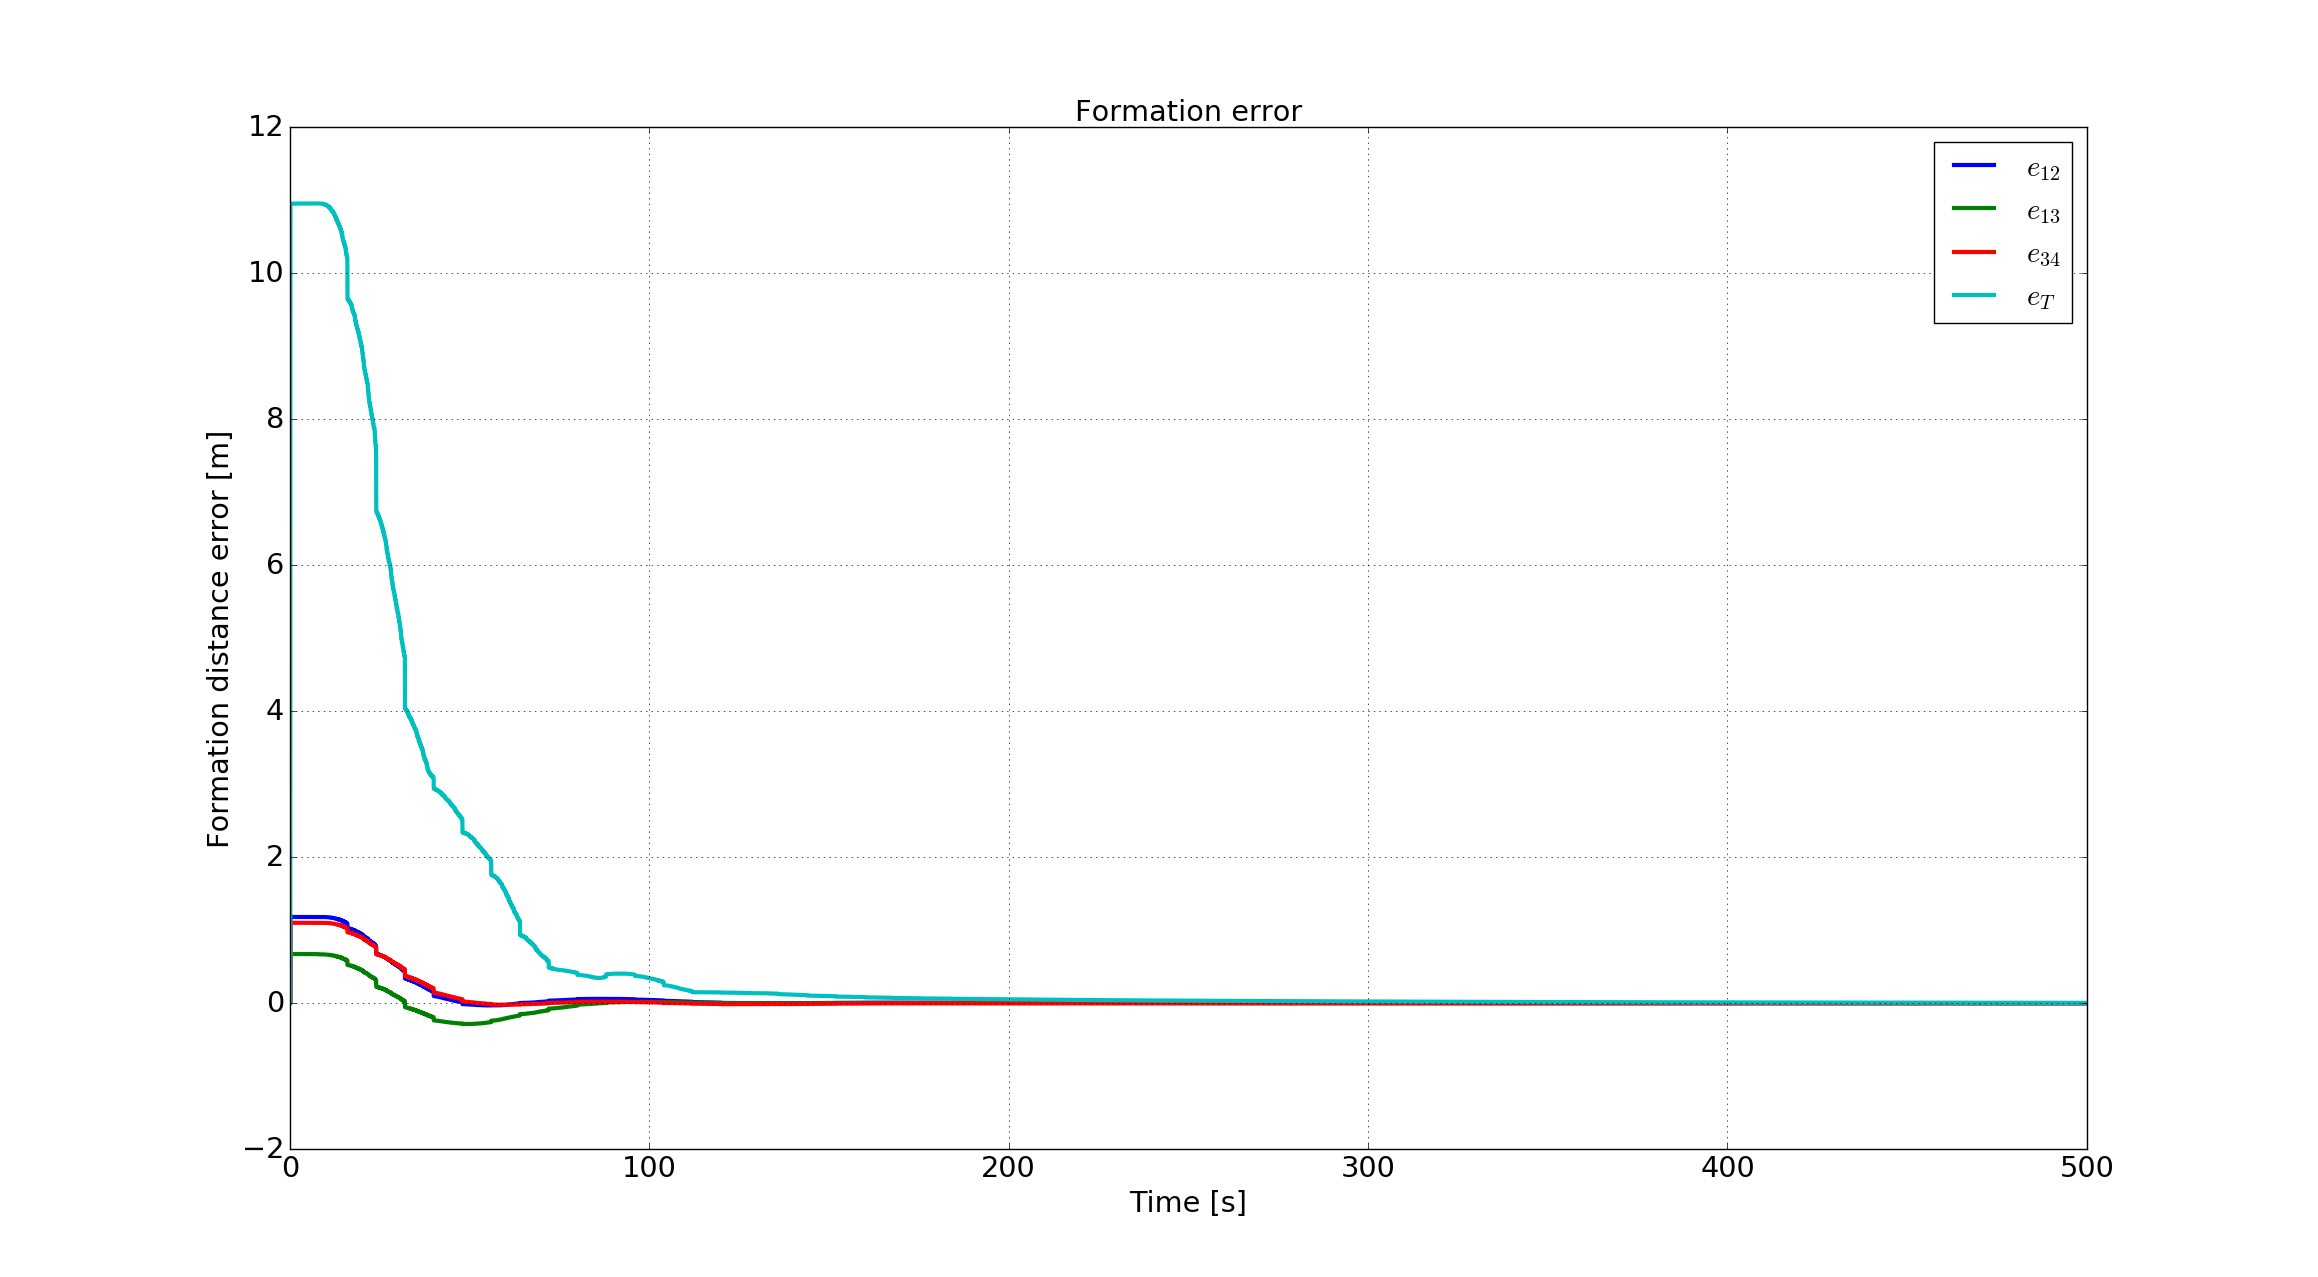 Formation error
12
10
8
6
4
2
0
−2
Formation distance error [m]
0 100 200 300 400 500
Time [s]
e12
e13
e34
eT